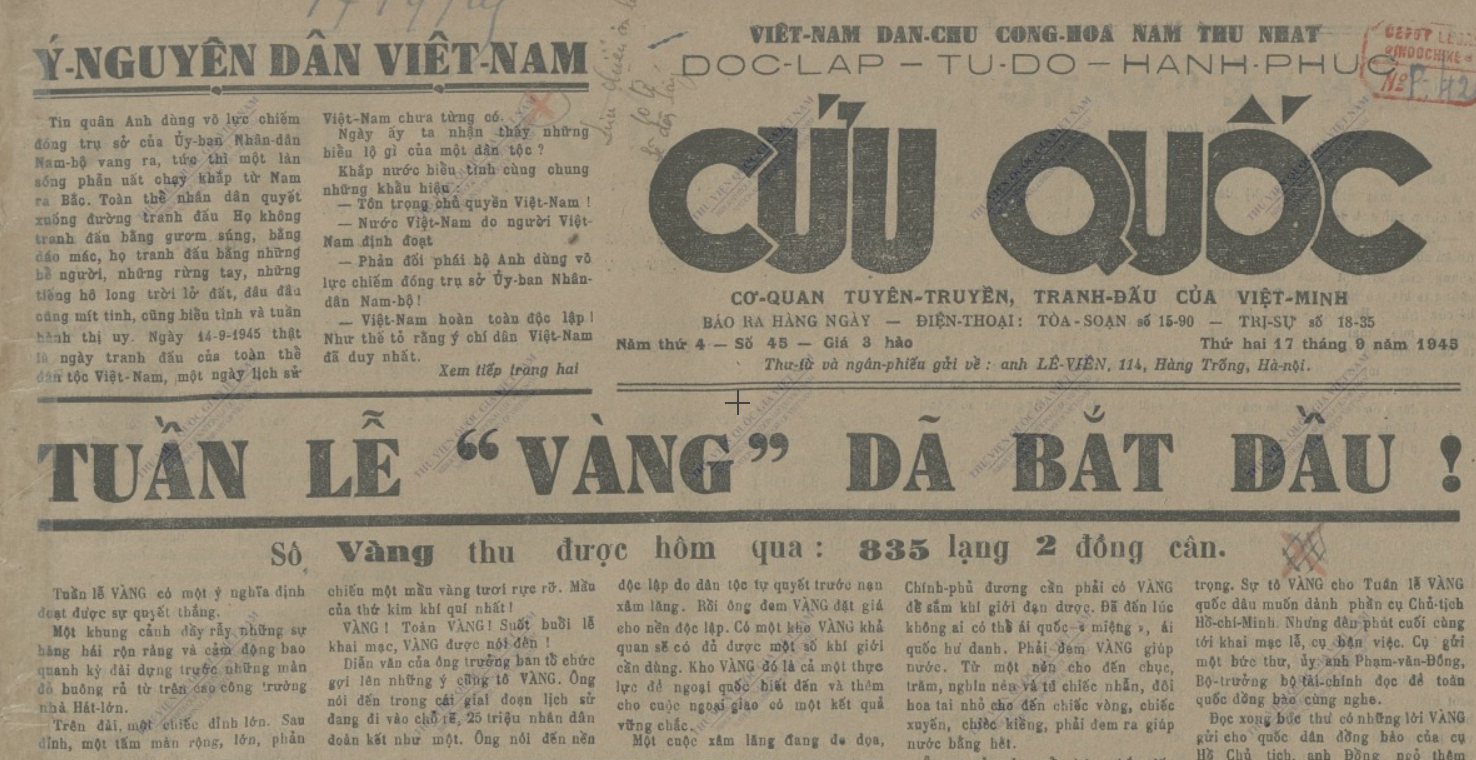 Ý-NGUYÊN DÂN VIỆT-NAM
Tin quân Anh dùng võ lực chiếm
đóng trụ sở của Ủy-ban Nhân-dân
Nam-bộ vang ra, tức thì một làn
sóng phẫn uất chạy khắp từ Nam
ra Bắc. Toàn thể nhân dân quyết
xuống đường tranh đấu Họ không
tranh đấu bằng gươm súng, bằng
dáo mác, họ tranh đấu bằng những
bể người, những rừng tay, những
tiếng hô long trời lở đất, đâu đâu
cũng mít tinh, cũng biểu tình và tuần
hành thị uy. Ngày 14-9-1945 thật
là ngày tranh đấu của toàn thể
dân tộc Việt-Nam, một ngày lịch sử
Việt-Nam chưa từng có.
Ngày ấy ta nhận thấy những
biểu lộ gì của một dân tộc ?
Khắp nước biểu tình cùng chung
những khẩu hiệu :
— Tôn trọng chủ quyền Việt-Nam !
— Nước Việt-Nam do người Việt-
Nam định đoạt
— Phản đối phái bộ Anh dùng võ
lực chiếm đóng trụ sở Ủy-ban Nhân-
dân Nam-bộ !
— Việt-Nam hoàn toàn độc lập !
Như thế tỏ rằng ý chí dân Việt-Nam
đã duy nhất.
Xem tiếp trang hai
VIỆT-NAM DAN-CHU CONG-HOA NAM THU NHAT
DOC-LAP — TU-DO — HANH-PHUC
DEPOT LEGAL
INDOCHINE
Nº
CỨU QUỐC
CƠ-QUAN TUYÊN-TRUYỀN, TRANH-ĐẤU CỦA VIỆT-MINH
BÁO RA HÀNG NGÀY — ĐIỆN-THOẠI: TÒA-SOẠN số 15-90 — TRỊ-SỰ số 18-35
Năm thứ 4 — Số 45 — Giá 3 hào
Thứ hai 17 tháng 9 năm 1945
Thư-từ và ngân-phiếu gửi về : anh LÊ-VIÊN, 114, Hàng Trống, Hà-nội.
TUẦN LỄ “VÀNG” DÃ BẮT DẦU !
Số Vàng thu được hôm qua : 835 lạng 2 đồng cân.
Tuần lễ VÀNG có một ý nghĩa định
đoạt được sự quyết thắng.
Một khung cảnh đầy rẫy những sự
hăng hái rộn ràng và cảm động bao
quanh kỳ đài dựng trước những màn
đỏ buông rủ từ trên cao công trường
nhà Hát-lớn.
Trên đài, một chiếc đỉnh lớn. Sau
đỉnh, một tấm màn rộng, lớn, phản
chiếu một mầu vàng tươi rực rỡ. Mầu
của thứ kim khí quí nhất !
VÀNG ! Toàn VÀNG ! Suốt buổi lễ
khai mạc, VÀNG được nói đến !
Diễn văn của ông trưởng ban tổ chức
gợi lên những ý cũng tô VÀNG. Ông
nói đến trong cái giai đoạn lịch sử
đang đi vào chỗ rẽ, 25 triệu nhân dân
đoàn kết như một. Ông nói đến nền
độc lập do dân tộc tự quyết trước nạn
xâm lăng. Rồi ông đem VÀNG đặt giá
cho nền độc lập. Có một kho VÀNG khả
quan sẽ có đủ được một số khí giới
cần dùng. Kho VÀNG đó là cả một thực
lực để ngoại quốc biết đến và thêm
cho cuộc ngoại giao có một kết quả
vững chắc.
Một cuộc xâm lăng đang đe dọa,
Chính-phủ đương cần phải có VÀNG
để sắm khí giới đạn dược. Đã đến lúc
không ai có thể ái quốc « miệng », ái
quốc hư danh. Phải đem VÀNG giúp
nước. Từ một nén cho đến chục,
trăm, nghìn nén và từ chiếc nhẫn, đôi
hoa tai nhỏ cho đến chiếc vòng, chiếc
xuyến, chiếc kiềng, phải đem ra giúp
nước bằng hết.
trọng. Sự tỏ VÀNG cho Tuần lễ VÀNG
quốc dâu muốn dành phần cụ Chủ-tịch
Hồ-chí-Minh. Nhưng đến phút cuối cùng
tới khai mạc lễ, cụ bận việc. Cụ gửi
một bức thư, ủy anh Phạm-văn-Đồng,
Bộ-trưởng bộ tài-chính đọc để toàn
quốc đồng bào cùng nghe.
Đọc xong bức thư có những lời VÀNG
gửi cho quốc dân đồng bào của cụ
Hồ Chủ tịch, anh Đồng ngỏ thêm